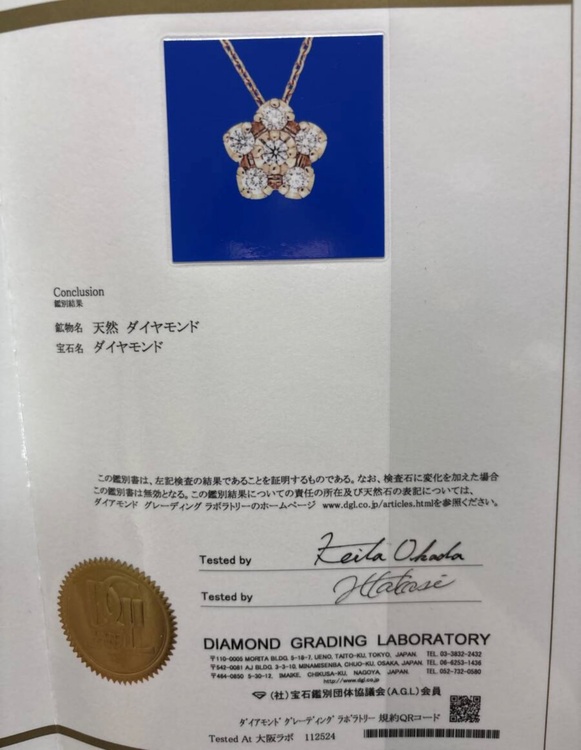 Conclusion
鑑別結果
鉱物名 天然 ダイヤモンド
宝石名 ダイヤモンド
この鑑別書は、左記検査の結果であることを証明するものである。なお、検査石に変化を加えた場合
この鑑別書は無効となる。この鑑別結果についての責任の所在及び天然石の表記については、
ダイアモンド グレーディング ラボラトリーのホームページ www.dgl.co.jp/articles.htmlを参照ください。
Tested by Keita Okada
Tested by
DIAMOND GRADING LABORATORY
〒110-0005 MORITA BLDG. 5-18-7, UENO, TAITO-KU, TOKYO, JAPAN. TEL. 03-3832-2432
〒542-0081 AJ BLDG. 3-3-10, MINAMISENBA, CHUO-KU, OSAKA, JAPAN. TEL. 06-6253-1436
〒464-0850 5-30-12, IMAIKE, CHIKUSA-KU, NAGOYA, JAPAN. TEL. 052-732-0580
http://www.dgl.co.jp
(社)宝石鑑別団体協議会(A.G.L)会員
ダイアモンド グレーディング ラボラトリー 規約QRコード
Tested At 大阪ラボ 112524